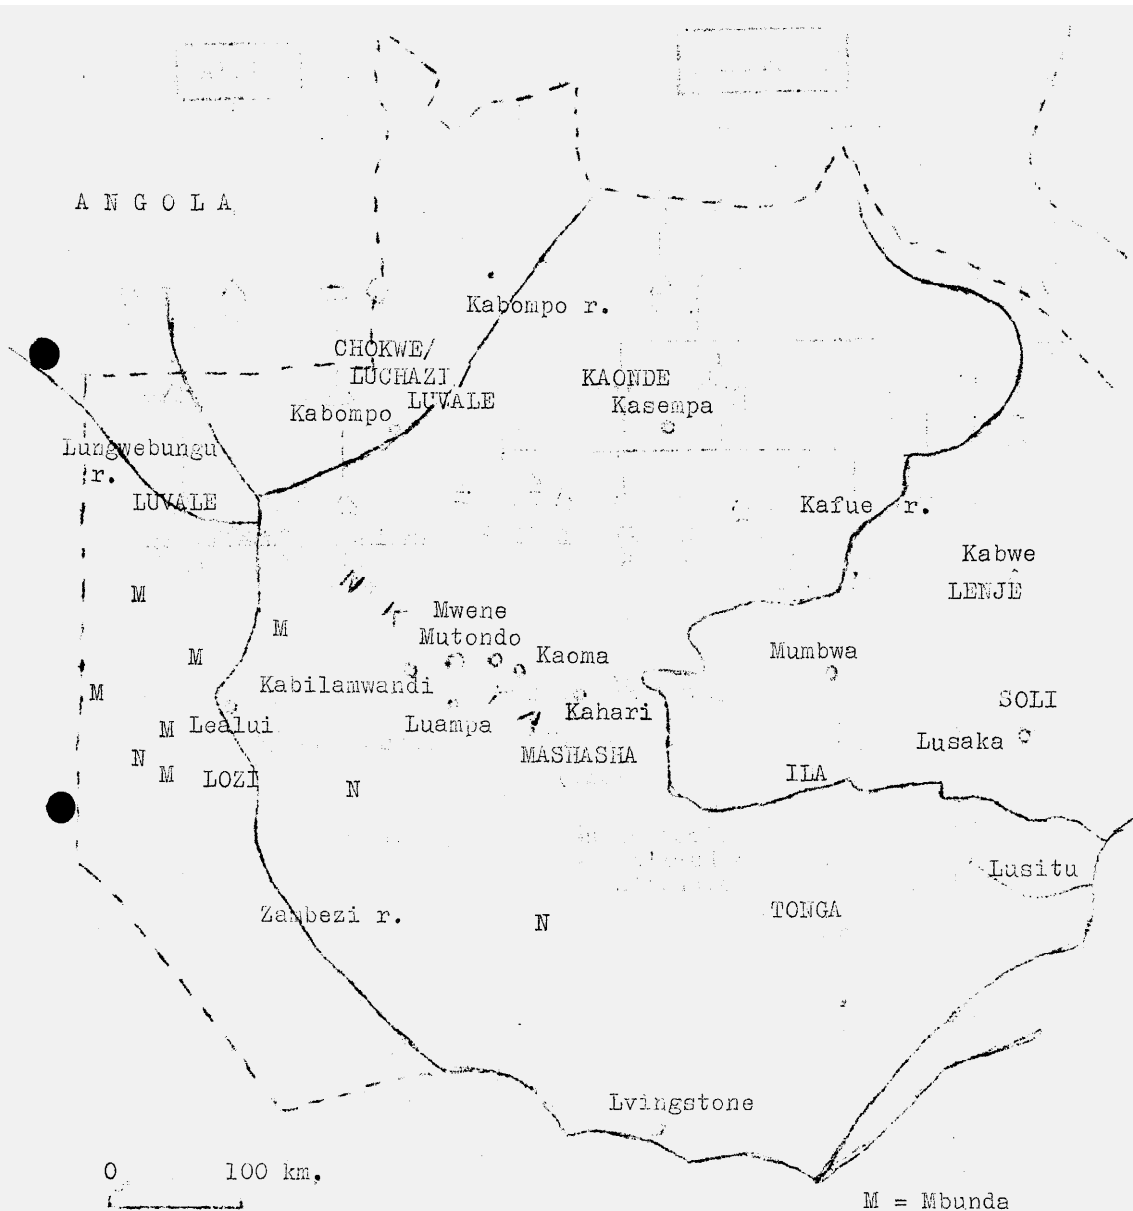 A N G O L A
Kabompo r.
CHOKWE/
LUCHAZI
LUVALE
KAONDE
Kasempa
Kabompo
Lungwebungu
r.
LUVALE
Kafue r.
Kabwe
LENJE
M
M
Mwene
Mutondo
M
Kaoma
Mumbwa
Kabilamwandi
M
SOLI
Kahari
M
Lealui
Luampa
Lusaka
MASHASHA
N
M
LOZI
N
ILA
Lusitu
Zambezi r.
N
TONGA
Lvingstone
0 100 km.
M = Mbunda